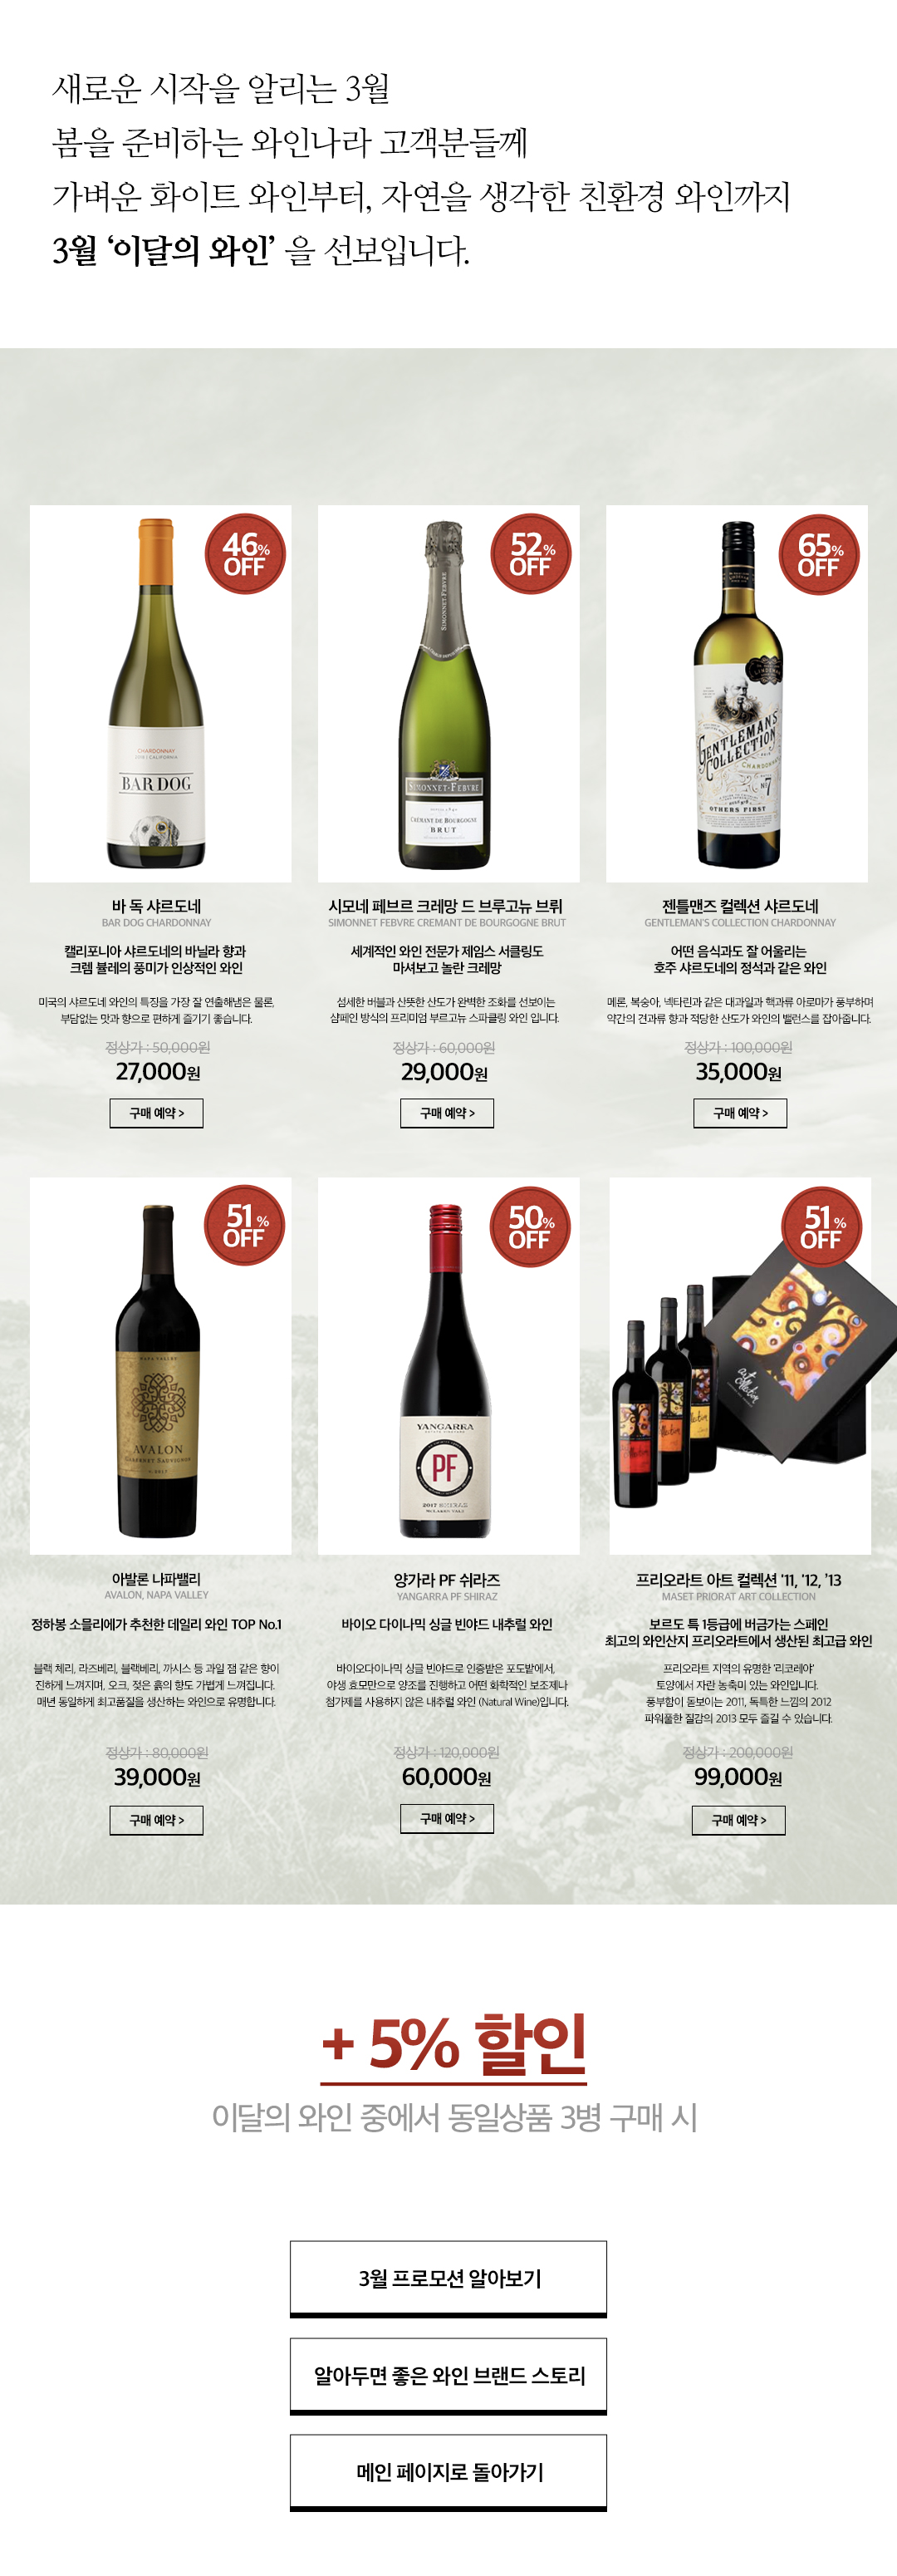 새로운 시작을 알리는 3월
봄을 준비하는 와인나라 고객분들께
가벼운 화이트 와인부터, 자연을 생각한 친환경 와인까지
3월 ‘이달의 와인’ 을 선보입니다.
46% OFF
CHARDONNAY
BAR DOG
바 독 샤르도네
BAR DOG CHARDONNAY
캘리포니아 샤르도네의 바닐라 향과
크렘 뷸레의 풍미가 인상적인 와인
미국의 샤르도네 와인의 특징을 가장 잘 연출해냄은 물론,
부담없는 맛과 향으로 편하게 즐기기 좋습니다.
정상가 : 50,000원
27,000원
구매 예약 >
52% OFF
SIMONNET-FEBVRE
SIMONNET-FEBVRE
CRÉMANT DE BOURGOGNE
BRUT
시모네 페브르 크레망 드 브루고뉴 브뤼
SIMONNET FEBVRE CREMANT DE BOURGOGNE BRUT
세계적인 와인 전문가 제임스 서클링도
마셔보고 놀란 크레망
섬세한 버블과 산뜻한 산도가 완벽한 조화를 선보이는
샴페인 방식의 프리미엄 부르고뉴 스파클링 와인 입니다.
정상가 : 60,000원
29,000원
구매 예약 >
65% OFF
GENTLEMAN'S
COLLECTION
CHARDONNAY
Nº7
OTHERS FIRST
젠틀맨즈 컬렉션 샤르도네
GENTLEMAN'S COLLECTION CHARDONNAY
어떤 음식과도 잘 어울리는
호주 샤르도네의 정석과 같은 와인
메론, 복숭아, 넥타린과 같은 대과일과 핵과류 아로마가 풍부하며
약간의 견과류 향과 적당한 산도가 와인의 밸런스를 잡아줍니다.
정상가 : 100,000원
35,000원
구매 예약 >
51% OFF
NAPA VALLEY
AVALON
CABERNET SAUVIGNON
아발론 나파밸리
AVALON, NAPA VALLEY
정하봉 소믈리에가 추천한 데일리 와인 TOP No.1
블랙 체리, 라즈베리, 블랙베리, 까시스 등 과일 잼 같은 향이
진하게 느껴지며, 오크, 젖은 흙의 향도 가볍게 느껴집니다.
매년 동일하게 최고품질을 생산하는 와인으로 유명합니다.
정상가 : 80,000원
39,000원
구매 예약 >
50% OFF
YANGARRA
ESTATE VINEYARD
PF
2017 SHIRAZ
MCLAREN VALE
양가라 PF 쉬라즈
YANGARRA PF SHIRAZ
바이오 다이나믹 싱글 빈야드 내추럴 와인
바이오다이나믹 싱글 빈야드로 인증받은 포도밭에서,
야생 효모만으로 양조를 진행하고 어떤 화학적인 보조제나
첨가제를 사용하지 않은 내추럴 와인 (Natural Wine)입니다.
정상가 : 120,000원
60,000원
구매 예약 >
51% OFF
프리오라트 아트 컬렉션 '11, '12, '13
MASET PRIORAT ART COLLECTION
보르도 특 1등급에 버금가는 스페인
최고의 와인산지 프리오라트에서 생산된 최고급 와인
프리오라트 지역의 유명한 '리코레야'
토양에서 자란 농축미 있는 와인입니다.
풍부함이 돋보이는 2011, 독특한 느낌의 2012
파워풀한 질감의 2013 모두 즐길 수 있습니다.
정상가 : 200,000원
99,000원
구매 예약 >
+ 5% 할인
이달의 와인 중에서 동일상품 3병 구매 시
3월 프로모션 알아보기
알아두면 좋은 와인 브랜드 스토리
메인 페이지로 돌아가기